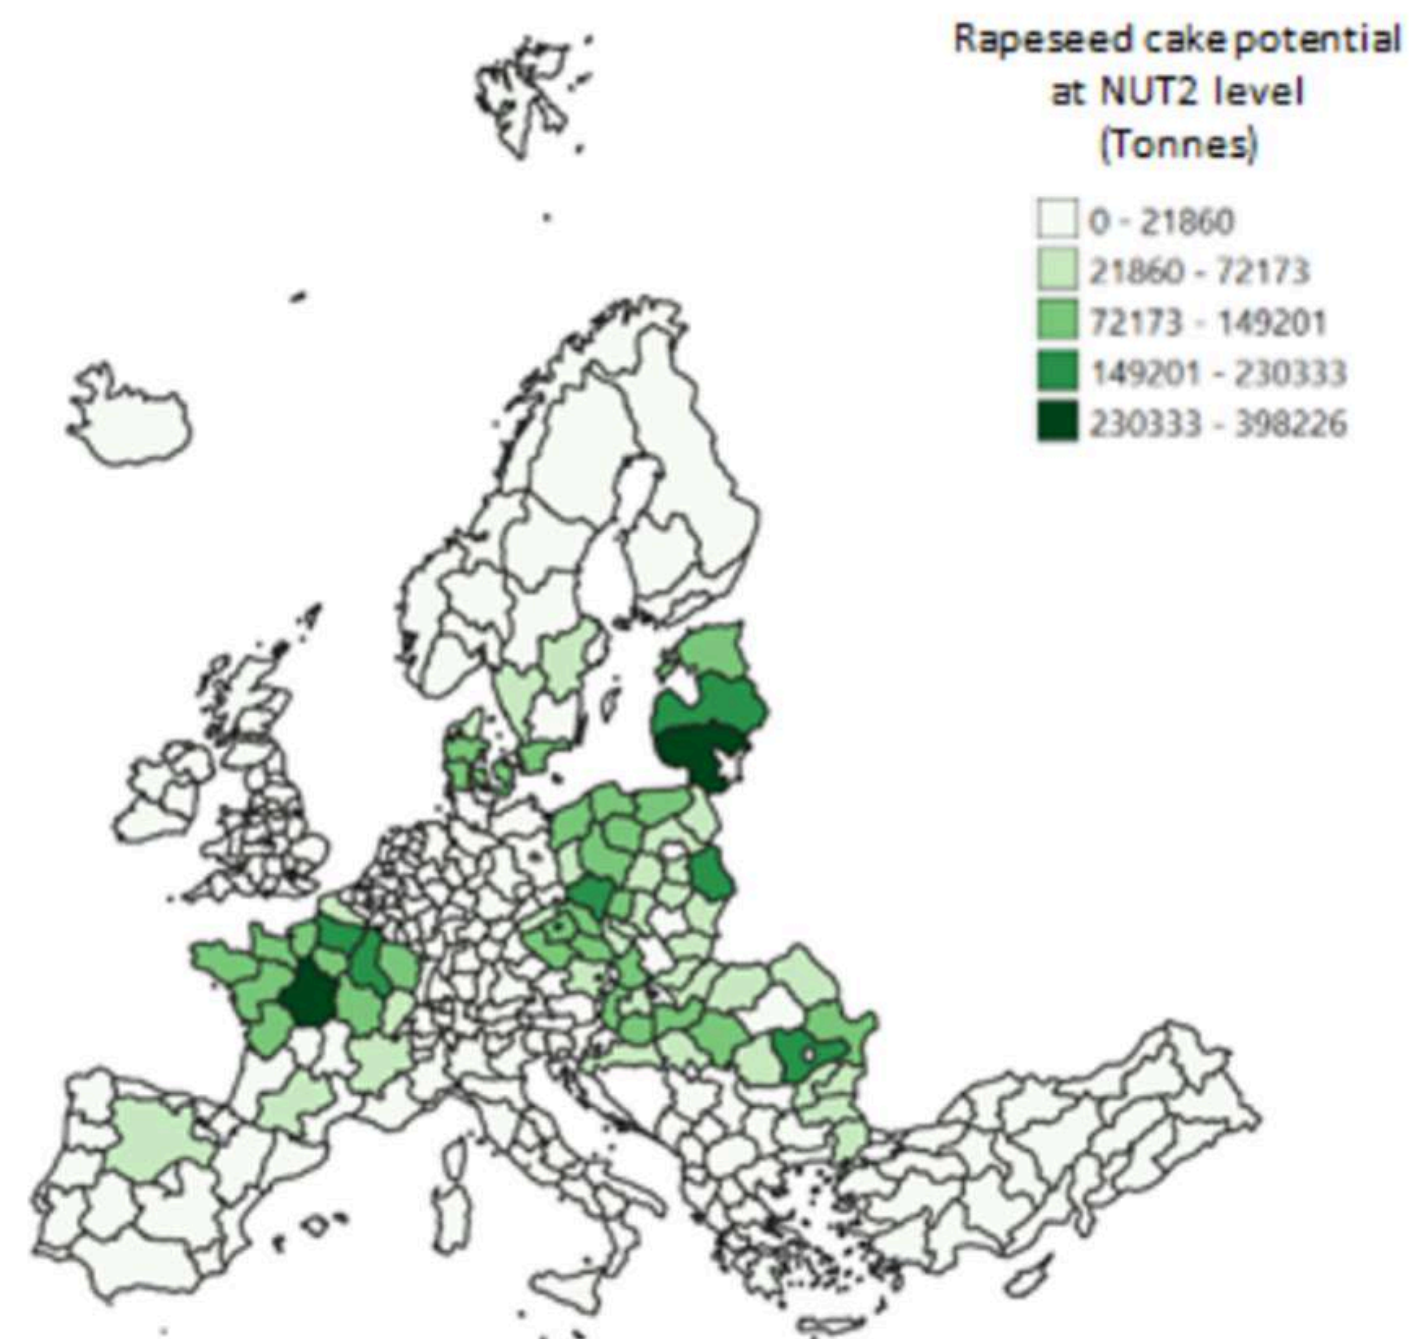 Rapeseed cake potential
at NUT2 level
(Tonnes)
0 - 21860
21860 - 72173
72173 - 149201
149201 - 230333
230333 - 398226